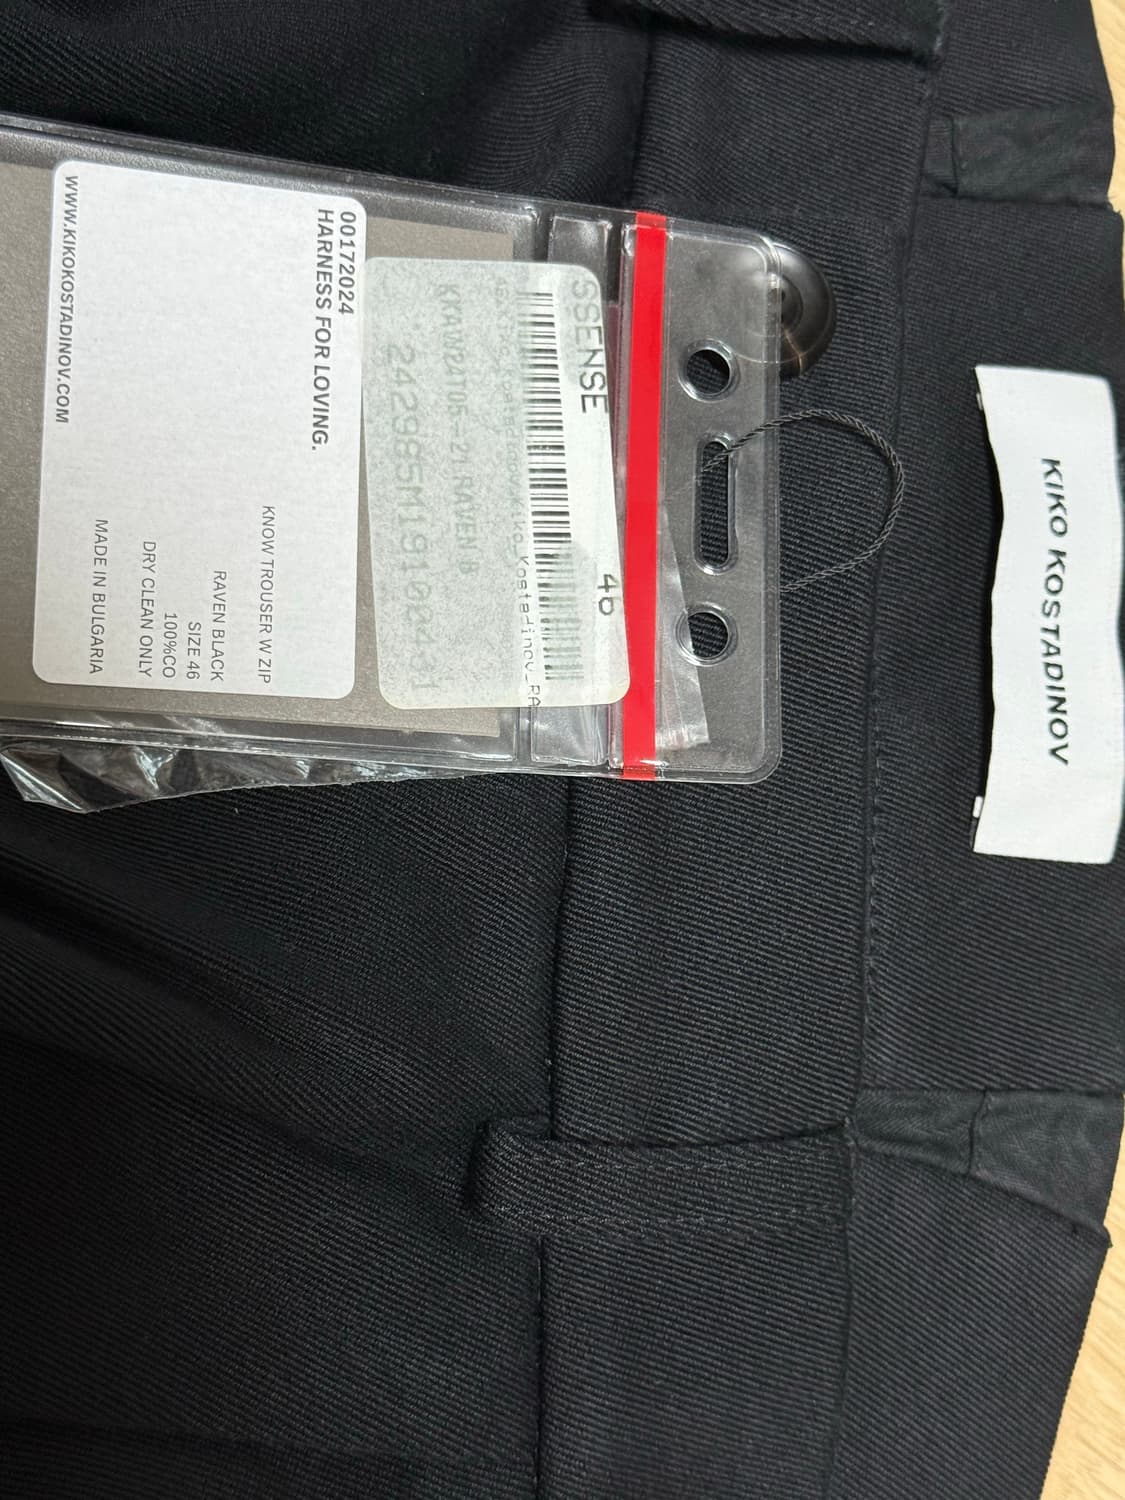 00172024
HARNESS FOR LOVING.
KNOW TROUSER W ZIP
RAVEN BLACK
SIZE 46
100%CO
DRY CLEAN ONLY
MADE IN BULGARIA
WWW.KIKOKOSTADINOV.COM
SSENSE 46
Kostadinov_RA
KKAW24T05-21 RAVEN B
KIKO KOSTADINOV